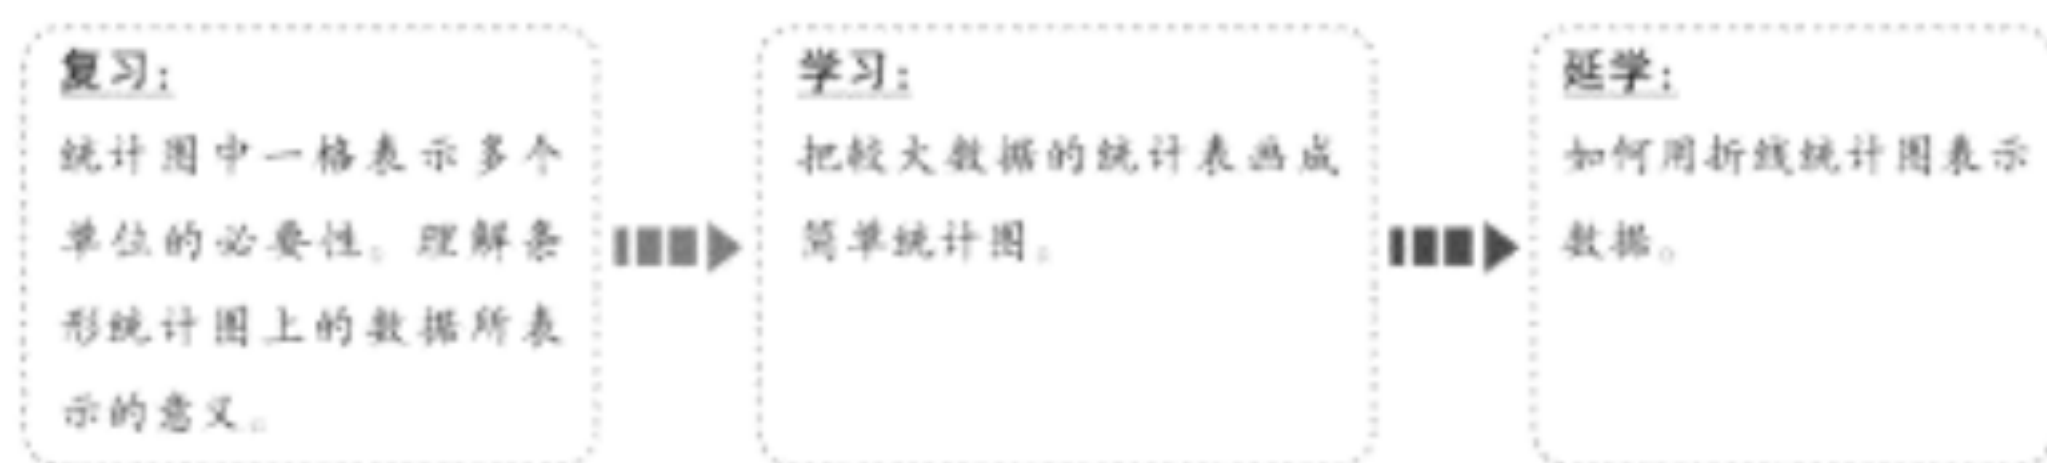 复习：
统计图中一格表示多个
单位的必要性。理解条
形统计图上的数据所表
示的意义。
学习：
把较大数据的统计表画成
简单统计图。
延学：
如何用折线统计图表示
数据。